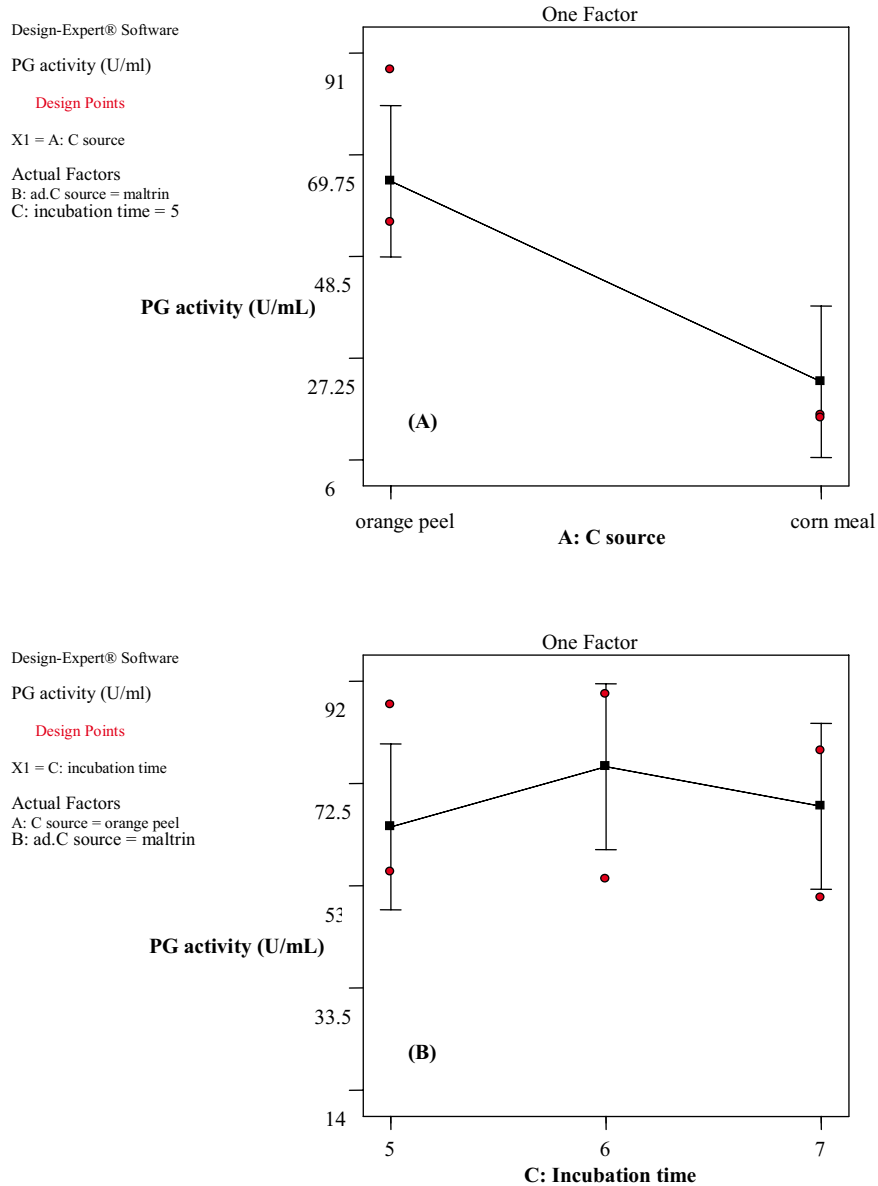 One Factor
Design-Expert® Software
PG activity (U/ml)
Design Points
X1 = A: C source
Actual Factors
B: ad.C source = maltrin
C: incubation time = 5
91
69.75
48.5
27.25
6
PG activity (U/mL)
(A)
orange peel
corn meal
A: C source
One Factor
Design-Expert® Software
PG activity (U/ml)
Design Points
X1 = C: incubation time
Actual Factors
A: C source = orange peel
B: ad.C source = maltrin
92
72.5
53
33.5
14
PG activity (U/mL)
(B)
5
6
7
C: Incubation time